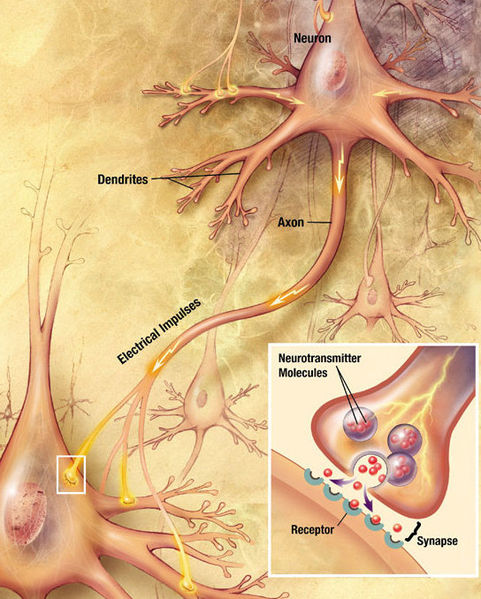 Neuron
Dendrites
Axon
Electrical Impulses
Neurotransmitter
Molecules
Receptor
Synapse